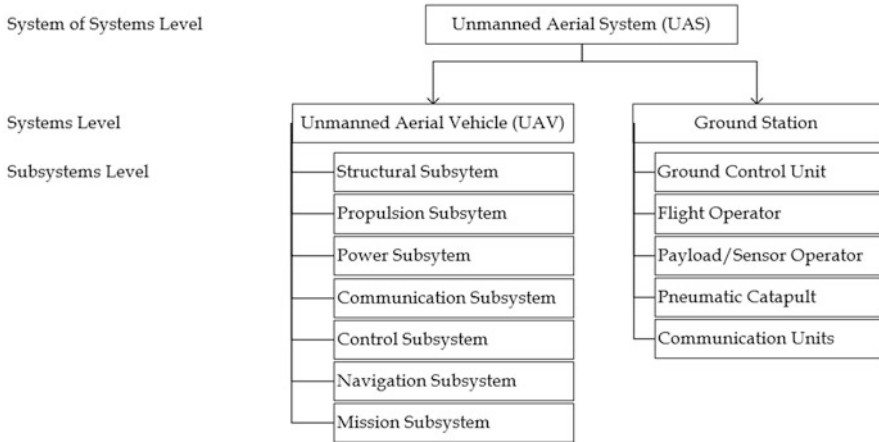 System of Systems Level
Unmanned Aerial System (UAS)
Systems Level
Unmanned Aerial Vehicle (UAV)
Ground Station
Subsystems Level
Structural Subsytem
Ground Control Unit
Propulsion Subsytem
Flight Operator
Power Subsytem
Payload/Sensor Operator
Communication Subsystem
Pneumatic Catapult
Control Subsystem
Communication Units
Navigation Subsystem
Mission Subsystem